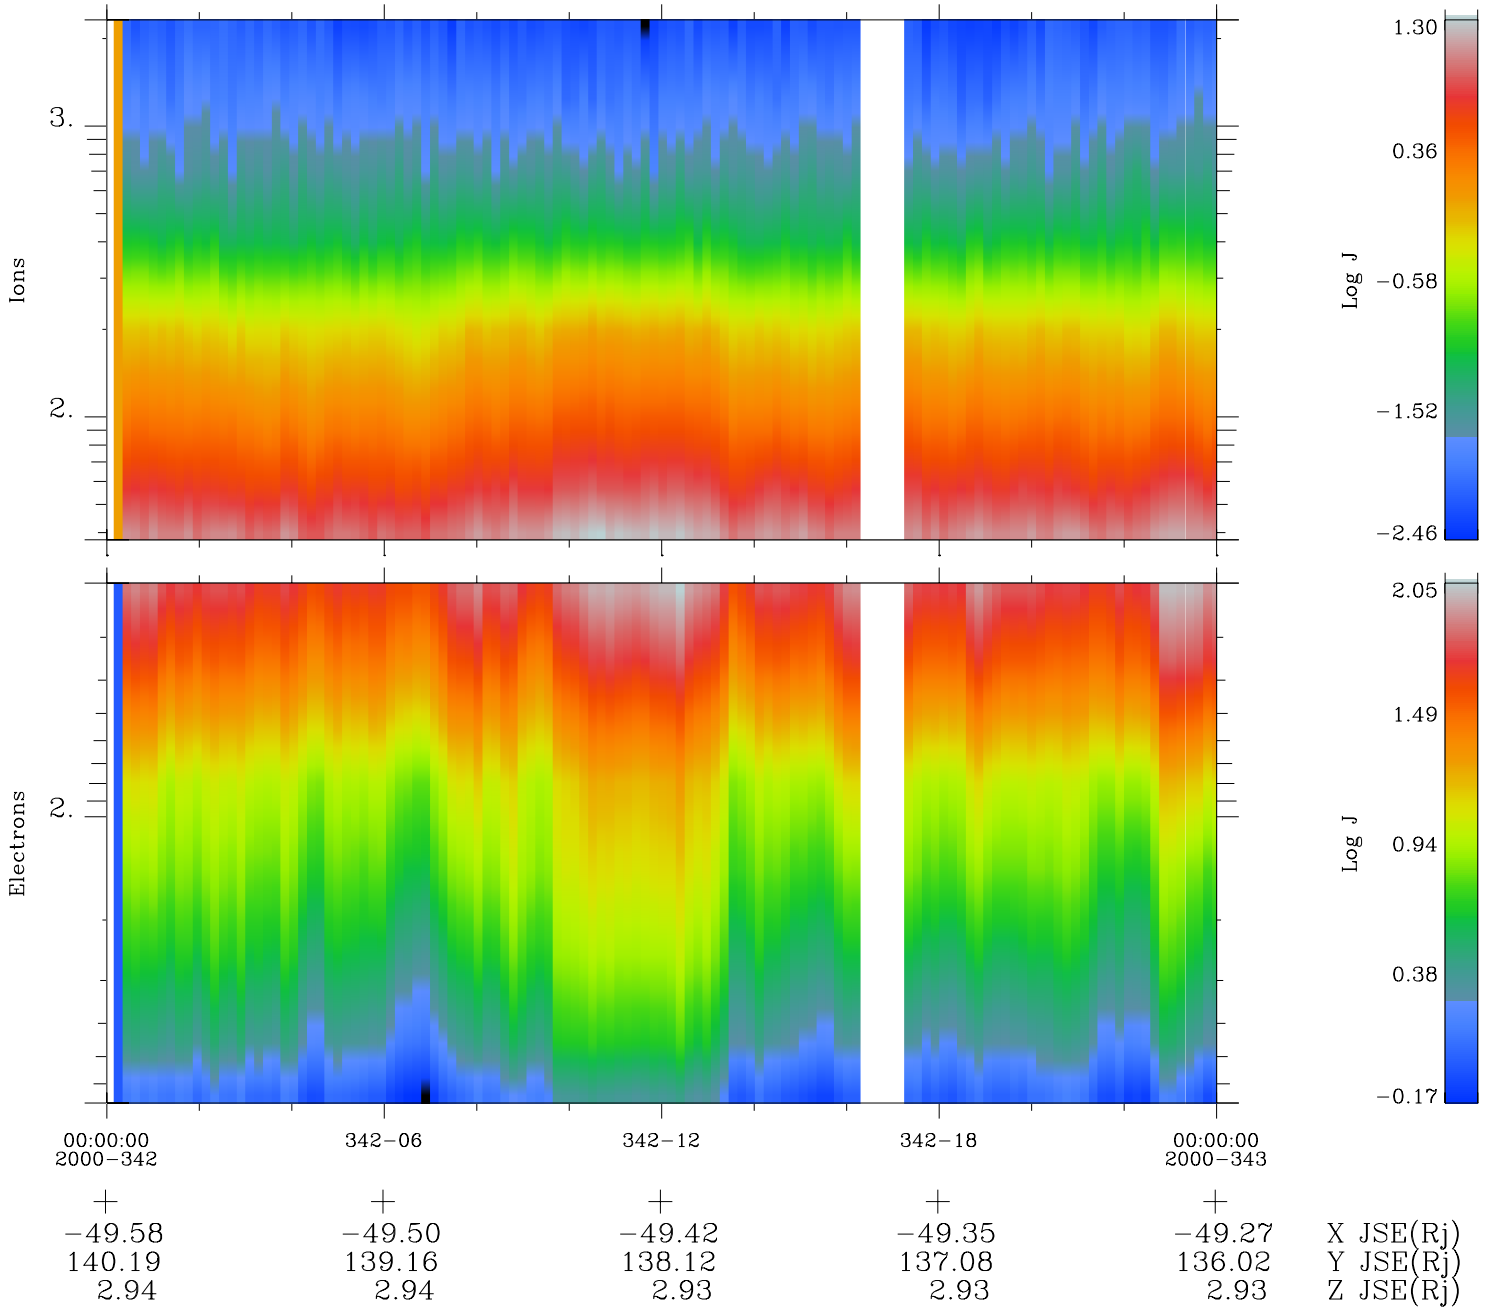 3.
2.
Ions
1.30
0.36
-0.58
-1.52
-2.46
Log J
2.
Electrons
2.05
1.49
0.94
0.38
-0.17
Log J
00:00:00 342-06 342-12 342-18 00:00:00
2000-342 2000-343
-49.58 -49.50 -49.42 -49.35 -49.27 X JSE(Rj)
140.19 139.16 138.12 137.08 136.02 Y JSE(Rj)
2.94 2.94 2.93 2.93 2.93 Z JSE(Rj)